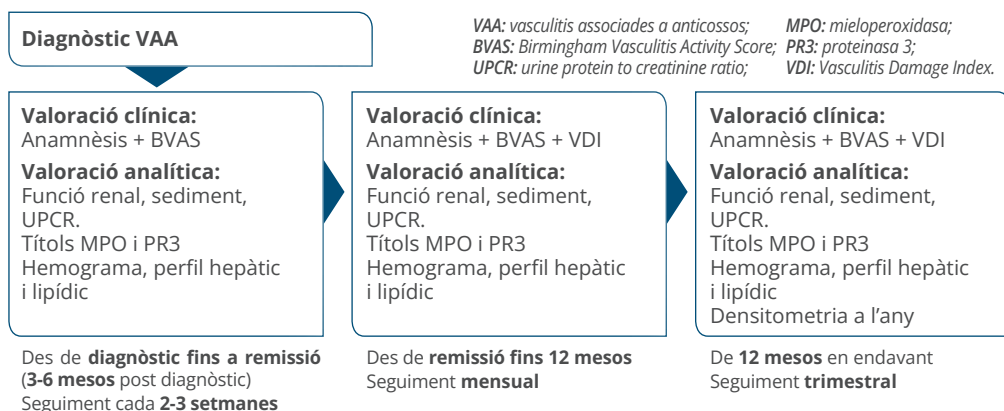 Diagnòstic VAA
VAA: vasculitis associades a anticossos;
BVAS: Birmingham Vasculitis Activity Score;
UPCR: urine protein to creatinine ratio;
MPO: mieloperoxidasa;
PR3: proteinasa 3;
VDI: Vasculitis Damage Index.
Valoració clínica:
Anamnèsis + BVAS
Valoració analítica:
Funció renal, sediment,
UPCR.
Títols MPO i PR3
Hemograma, perfil hepàtic
i lipídic
Des de diagnòstic fins a remissió
(3-6 mesos post diagnòstic)
Seguiment cada 2-3 setmanes
Valoració clínica:
Anamnèsis + BVAS + VDI
Valoració analítica:
Funció renal, sediment,
UPCR.
Títols MPO i PR3
Hemograma, perfil hepàtic
i lipídic
Des de remissió fins 12 mesos
Seguiment mensual
Valoració clínica:
Anamnèsis + BVAS + VDI
Valoració analítica:
Funció renal, sediment,
UPCR.
Títols MPO i PR3
Hemograma, perfil hepàtic
i lipídic
Densitometria a l'any
De 12 mesos en endavant
Seguiment trimestral